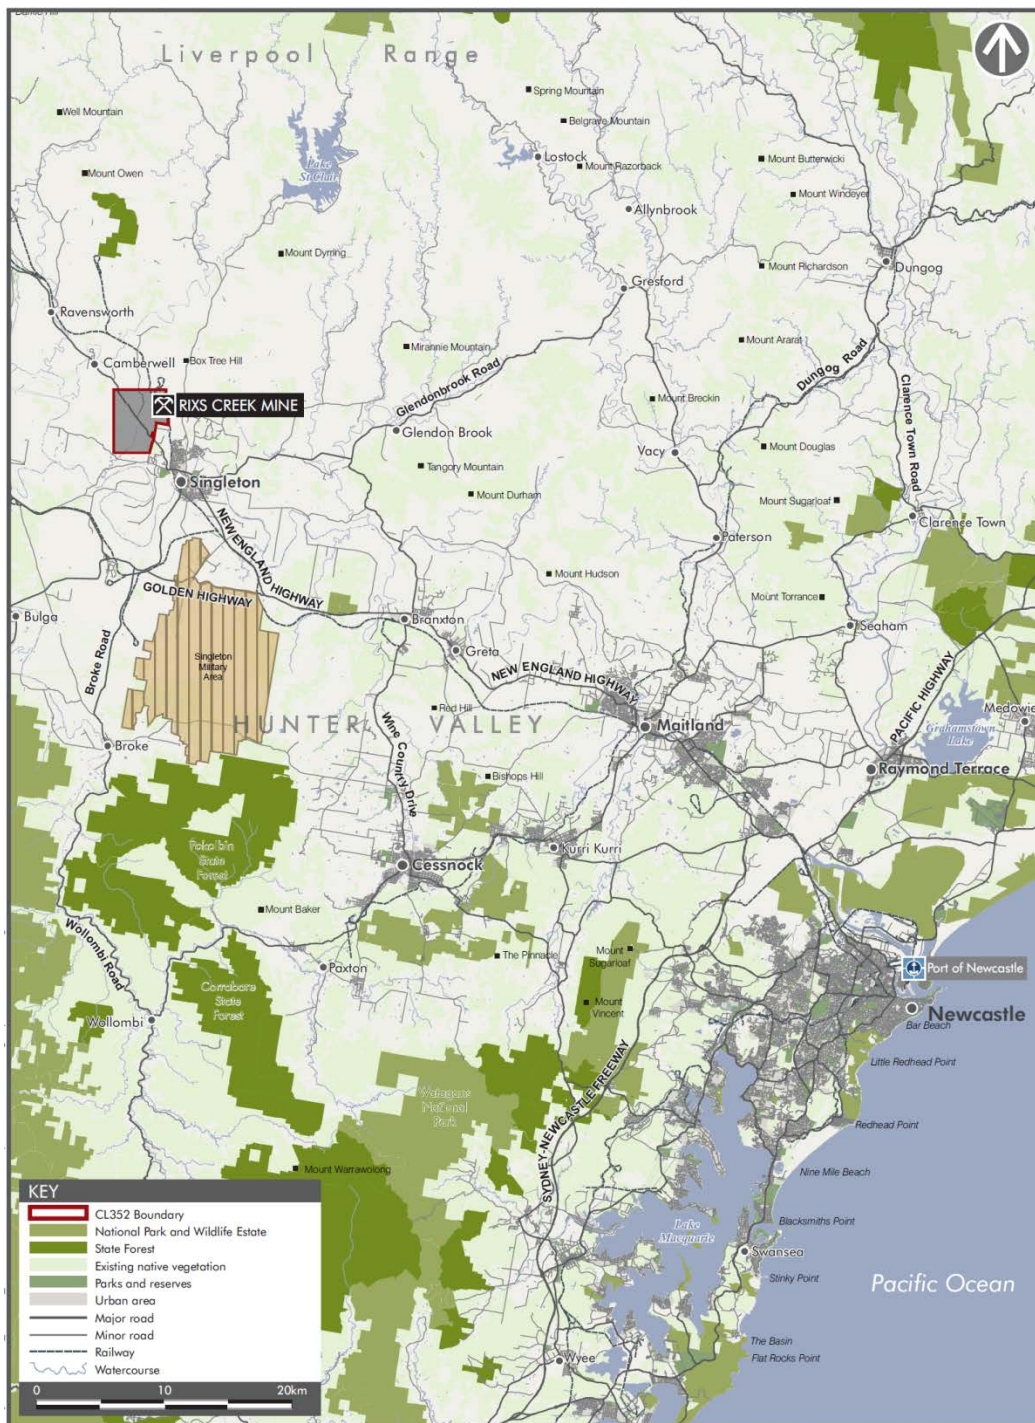 Liverpool Range
Spring Mountain
Well Mountain
Belgrave Mountain
Lake
St Clair
Lostock
Mount Razorback
Mount Butterwicki
Mount Owen
Mount Windeyer
Allynbrook
Mount Dyrring
Mount Richardson
Dungog
Gresford
Ravensworth
Mount Ararat
Mirannie Mountain
Camberwell
Box Tree Hill
Glendonbrook Road
Dungog Road
Clarence Town Road
Mount Breckin
RIXS CREEK MINE
Glendon Brook
Mount Douglas
Vacy
Tangory Mountain
Singleton
Mount Durham
Mount Sugarloaf
Clarence Town
NEW ENGLAND HIGHWAY
Paterson
Mount Hudson
GOLDEN HIGHWAY
Mount Torrance
Bulga
Branxton
Seaham
Greta
Broke Road
Singleton
Military
Area
NEW ENGLAND HIGHWAY
PACIFIC HIGHWAY
Red Hill
Medowie
HUNTER VALLEY
Maitland
Grahamstown
Lake
Wine Country Drive
Broke
Raymond Terrace
Bishops Hill
Pokolbin
State
Forest
Kurri Kurri
Cessnock
Mount Baker
Wollombi Road
Mount
Sugarloaf
The Pinnacle
Paxton
Port of Newcastle
Corrabare
State
Forest
Mount
Vincent
Newcastle
Wollombi
Bar Beach
Little Redhead Point
SYDNEY-NEWCASTLE FREEWAY
Watagans
National
Park
Redhead Point
Mount Warrawolong
Nine Mile Beach
Blacksmiths Point
Lake
Macquarie
Swansea
Stinky Point
Pacific Ocean
The Basin
Flat Rocks Point
Wyee
KEY
CL352 Boundary
National Park and Wildlife Estate
State Forest
Existing native vegetation
Parks and reserves
Urban area
Major road
Minor road
Railway
Watercourse
0 10 20km